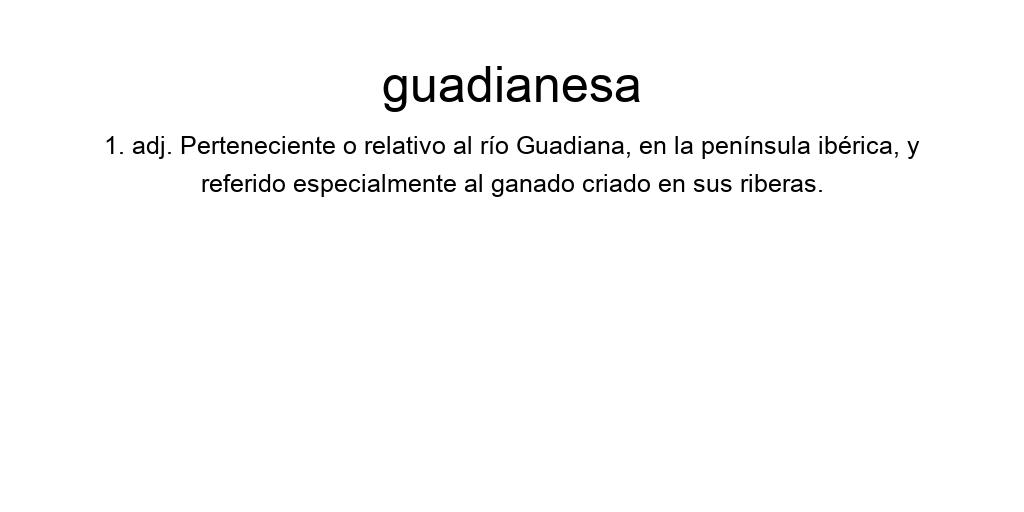 guadianesa
1. adj. Perteneciente o relativo al río Guadiana, en la península ibérica, y
referido especialmente al ganado criado en sus riberas.